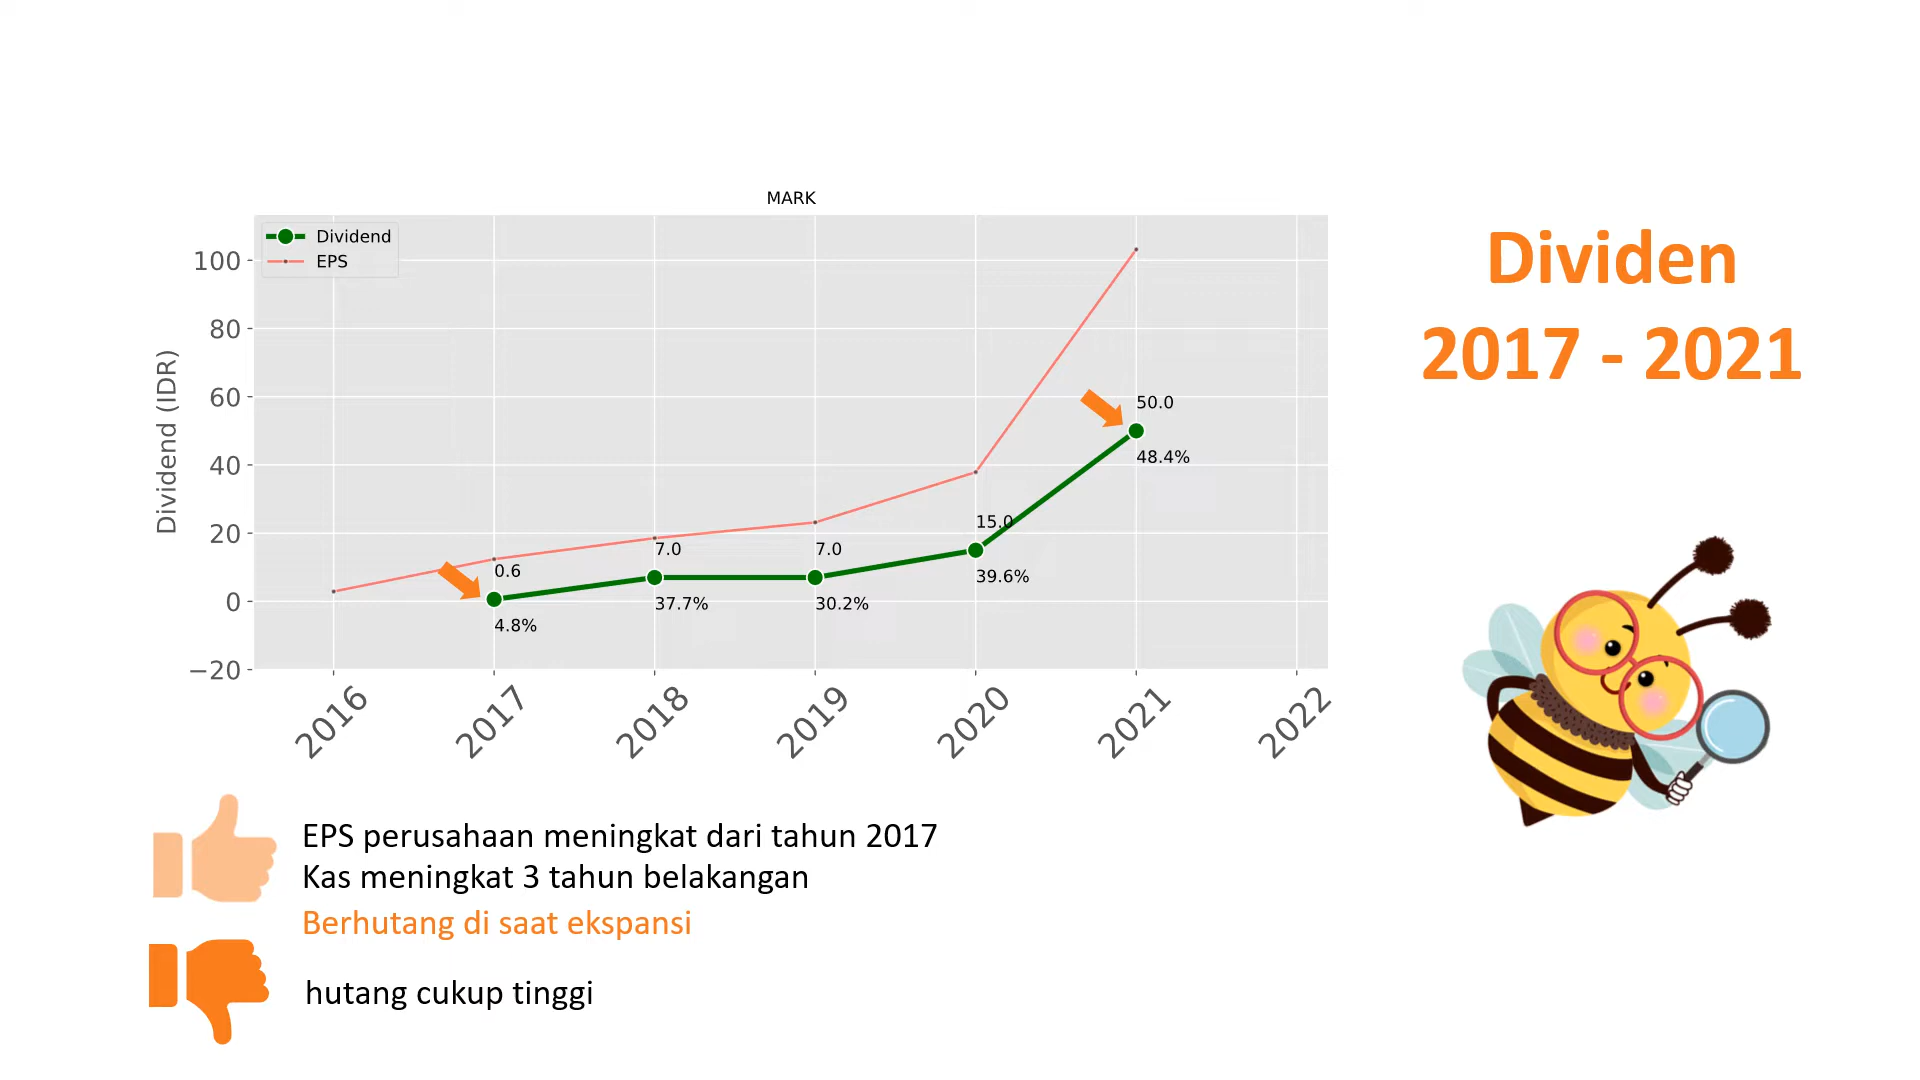 MARK
Dividend
EPS
Dividend (IDR)
100
80
60
40
20
0
−20
0.6
4.8%
7.0
37.7%
7.0
30.2%
15.0
39.6%
50.0
48.4%
2016
2017
2018
2019
2020
2021
2022
Dividen
2017 - 2021
EPS perusahaan meningkat dari tahun 2017
Kas meningkat 3 tahun belakangan
Berhutang di saat ekspansi
hutang cukup tinggi